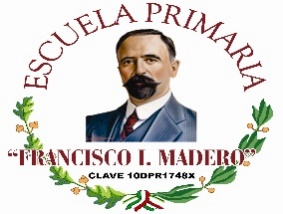 ESCUELA PRIMARIA
“FRANCISCO I. MADERO”
CLAVE 10DPR1748X